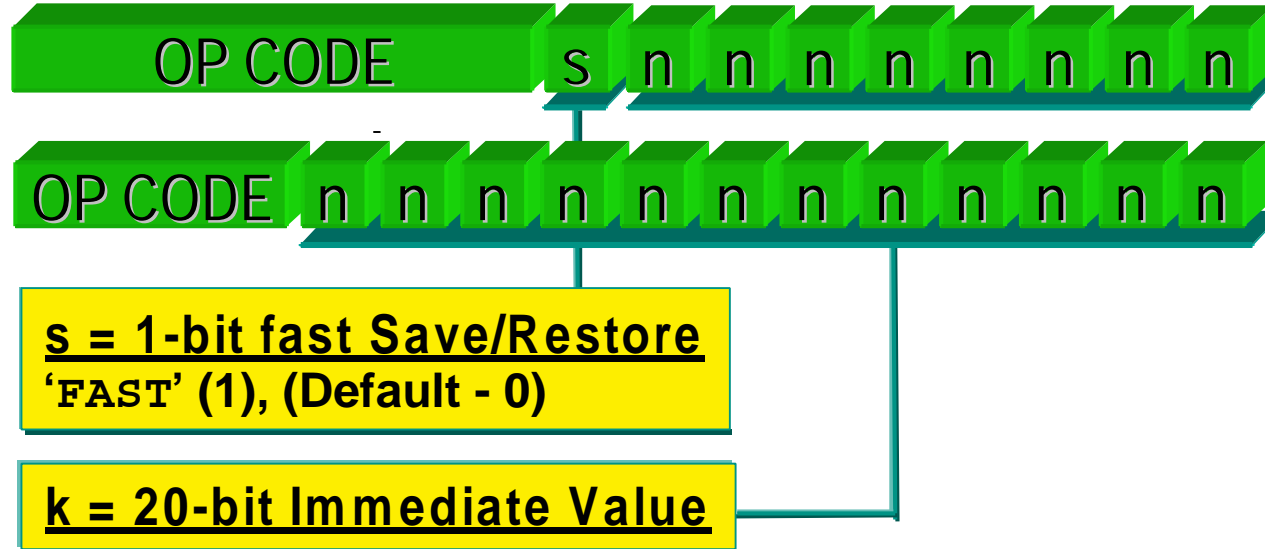 OP CODE s n n n n n n n n
-
OP CODE n n n n n n n n n n n n
s = 1-bit fast Save/Restore
‘FAST’ (1), (Default - 0)
k = 20-bit Immediate Value